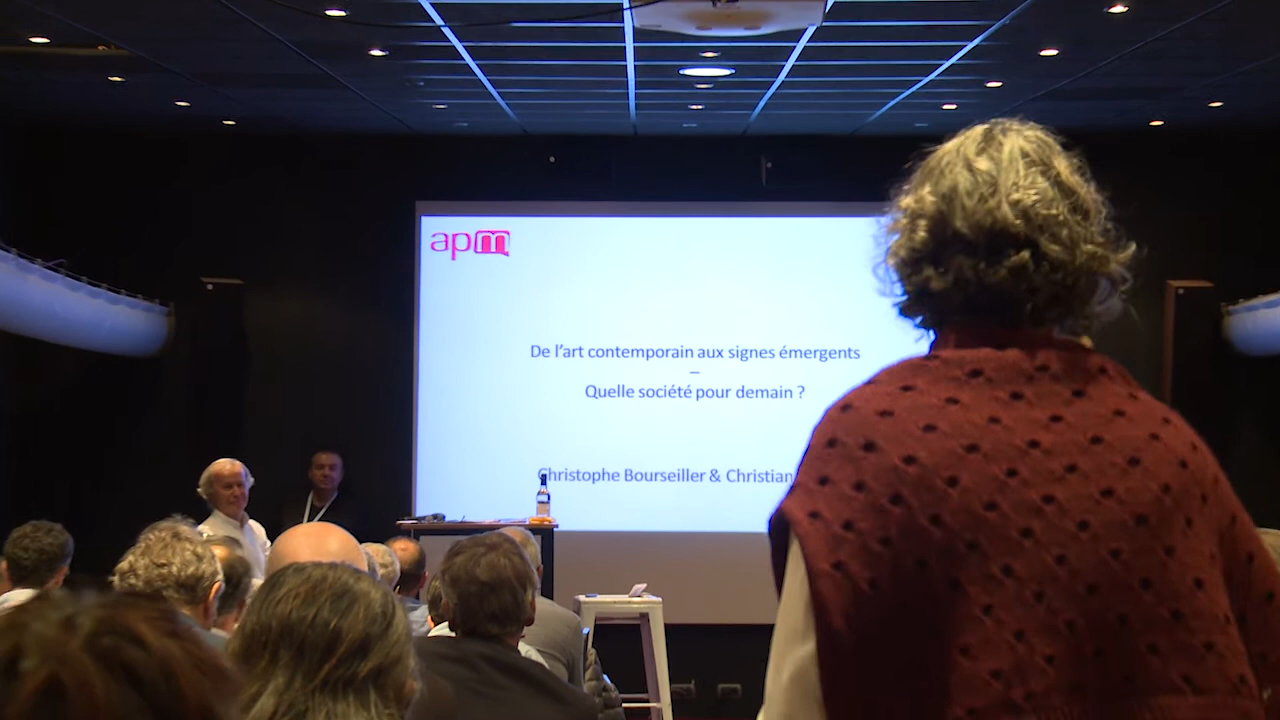 apm
De l'art contemporain aux signes émergents
–
Quelle société pour demain ?
Christophe Bourseiller & Christian